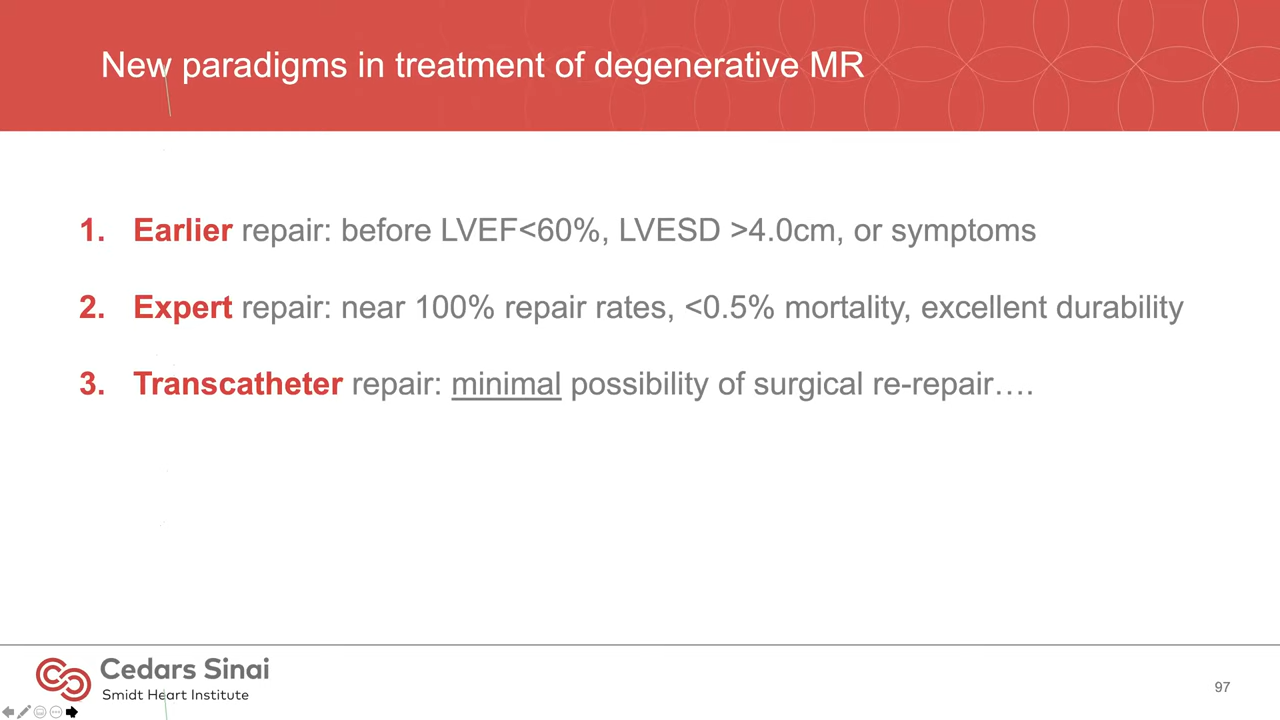 New paradigms in treatment of degenerative MR
1. Earlier repair: before LVEF<60%, LVESD >4.0cm, or symptoms
2. Expert repair: near 100% repair rates, <0.5% mortality, excellent durability
3. Transcatheter repair: minimal possibility of surgical re-repair….
Cedars Sinai
Smidt Heart Institute
97